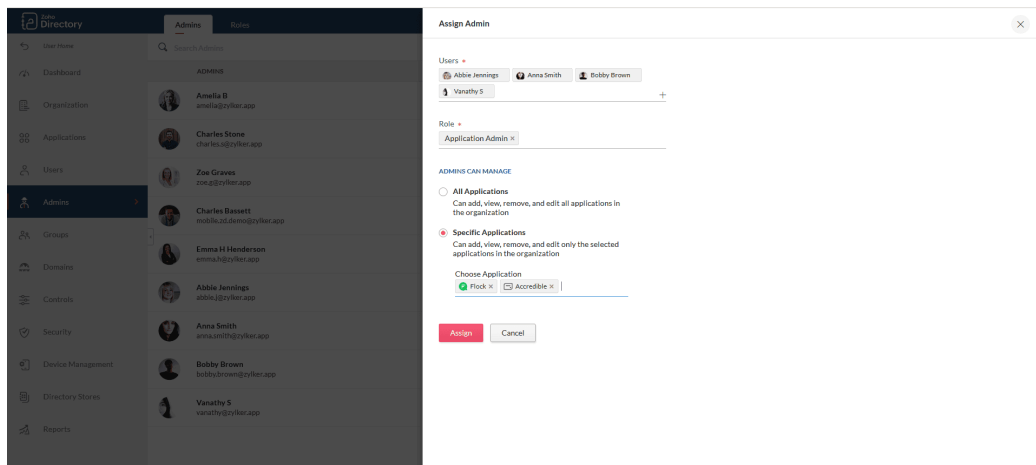 Zoho
Directory
User Home
Dashboard
Organization
Applications
Users
Admins
Groups
Domains
Controls
Security
Device Management
Directory Stores
Reports
Admins Roles
Search Admins
ADMINS
Amelia B
amelia@zylker.app
Charles Stone
charles.s@zylker.app
Zoe Graves
zoe.g@zylker.app
Charles Bassett
mobile.zd.demo@zylker.app
Emma H Henderson
emma.h@zylker.app
Abbie Jennings
abbie.j@zylker.app
Anna Smith
anna.smith@zylker.app
Bobby Brown
bobby.brown@zylker.app
Vanathy S
vanathy@zylker.app
Assign Admin
Users *
Abbie Jennings Anna Smith Bobby Brown
Vanathy S
Role *
Application Admin ×
ADMINS CAN MANAGE
All Applications
Can add, view, remove, and edit all applications in
the organization
Specific Applications
Can add, view, remove, and edit only the selected
applications in the organization
Choose Application
Flock × Accredible ×
Assign Cancel